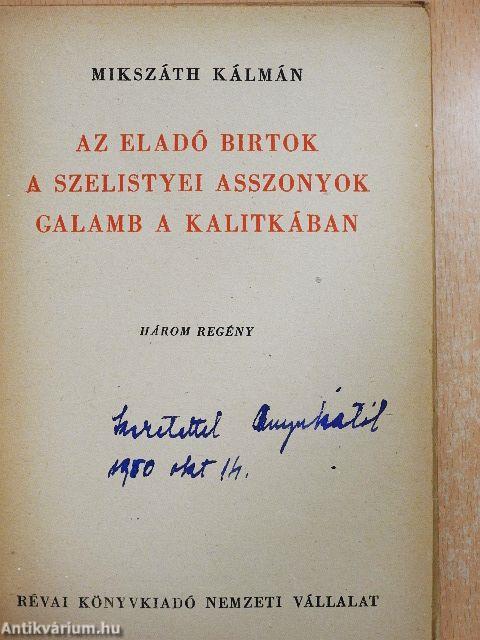 MIKSZÁTH KÁLMÁN
AZ ELADÓ BIRTOK
A SZELISTYEI ASSZONYOK
GALAMB A KALITKÁBAN
HÁROM REGÉNY
Szeretettel Anyukától
1950 okt 14.
RÉVAI KÖNYVKIADÓ NEMZETI VÁLLALAT
Antikvárium.hu